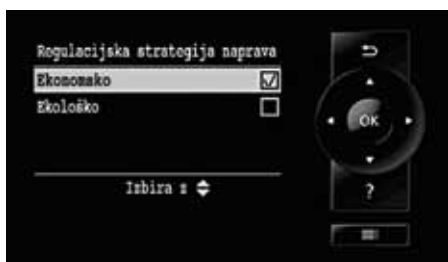 Regulacijska strategija naprava
Ekonomsko
Ekološko
Izbira z
OK
?